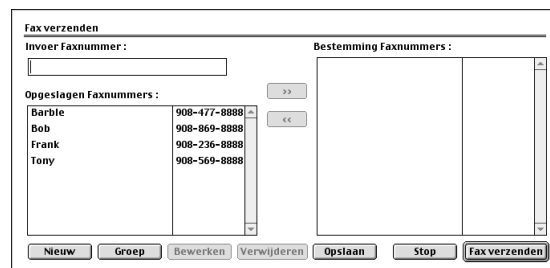 Fax verzenden
Invoer Faxnummer :
Bestemming Faxnummers :
>>
Opgeslagen Faxnummers :
<<
Barble 908-477-8888
Bob 908-869-8888
Frank 908-236-8888
Tony 908-569-8888
Nieuw Groep Bewerken Verwijderen Opslaan Stop Fax verzenden